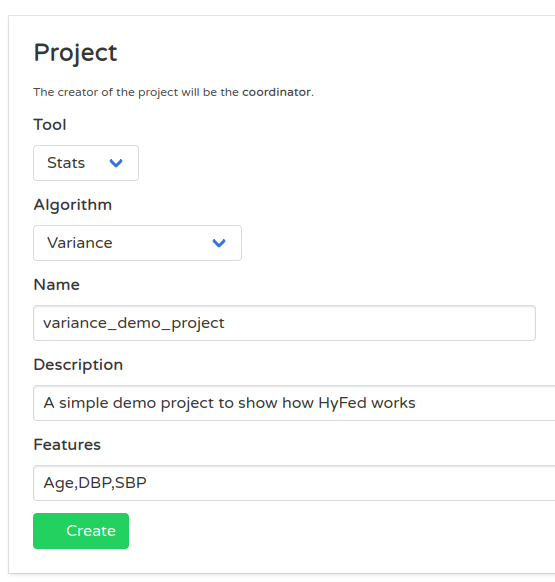 Project
The creator of the project will be the coordinator.
Tool
Stats
Algorithm
Variance
Name
variance_demo_project
Description
A simple demo project to show how HyFed works
Features
Age,DBP,SBP
Create